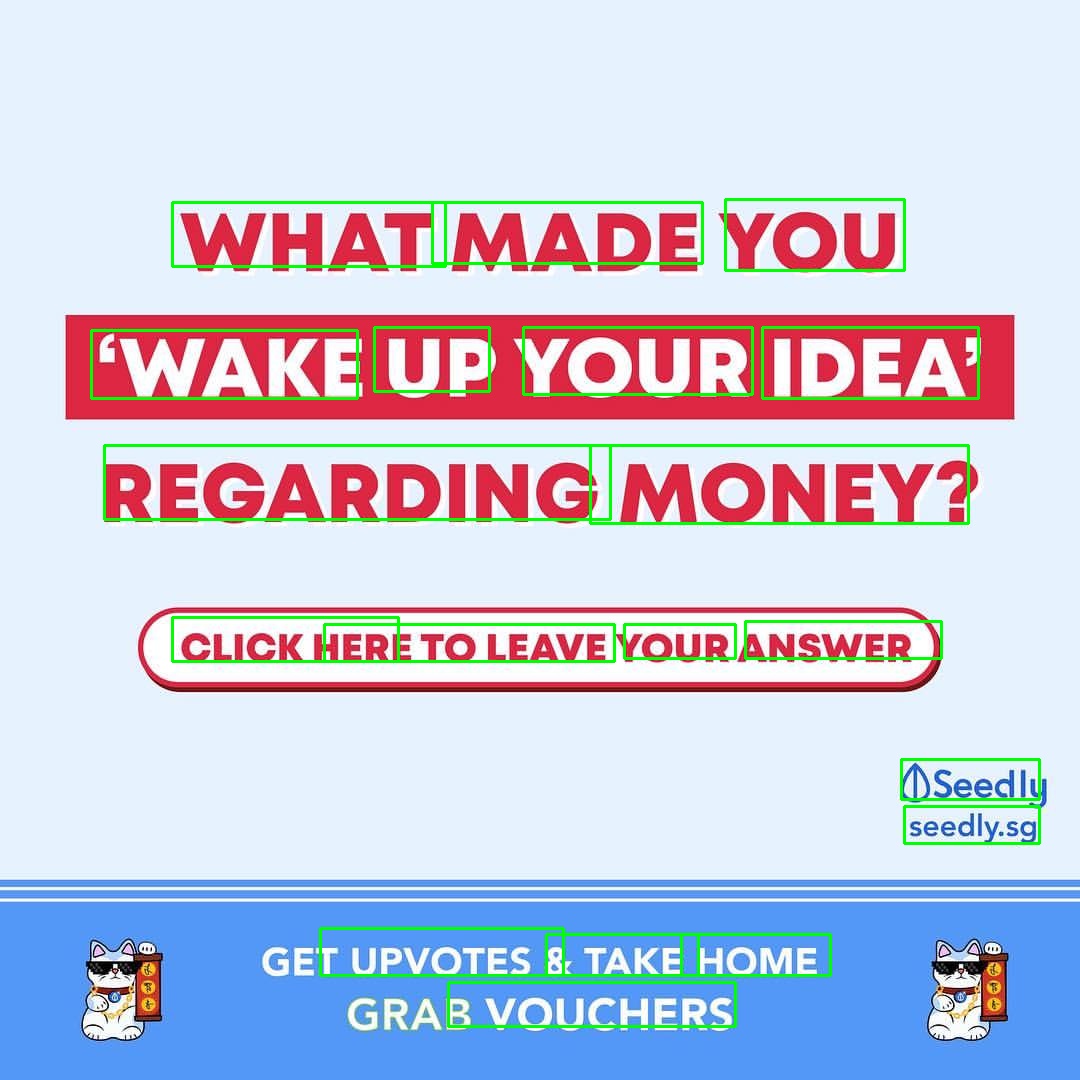 WHAT MADE YOU
‘WAKE UP YOUR IDEA’
REGARDING MONEY?
CLICK HERE TO LEAVE YOUR ANSWER
Seedly
seedly.sg
GET UPVOTES & TAKE HOME
GRAB VOUCHERS